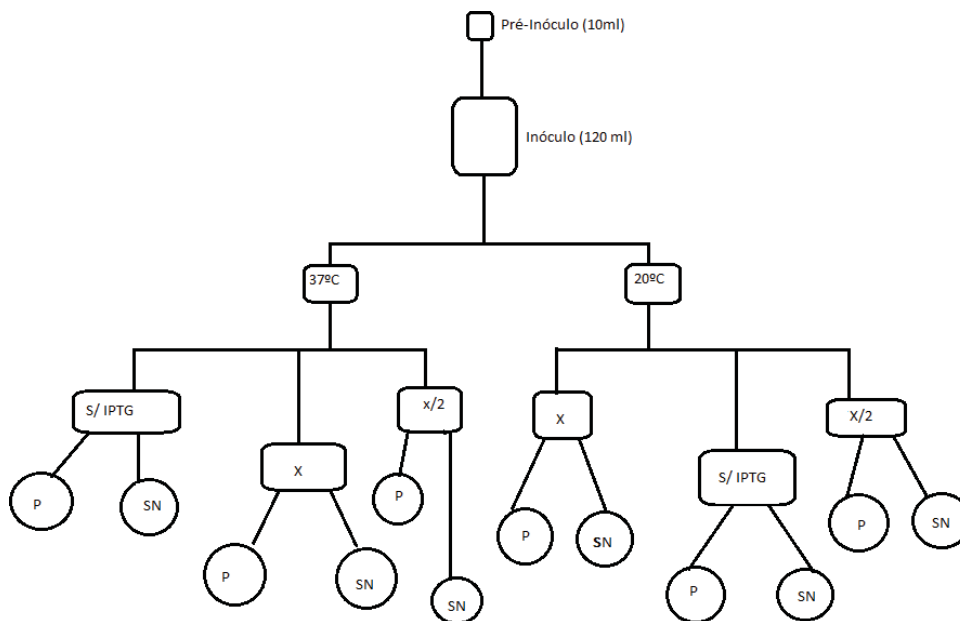 Pré-Inóculo (10ml)
Inóculo (120 ml)
37ºC
20ºC
S/ IPTG
X
x/2
X
S/ IPTG
X/2
P
SN
P
SN
P
SN
P
SN
P
SN
P
SN